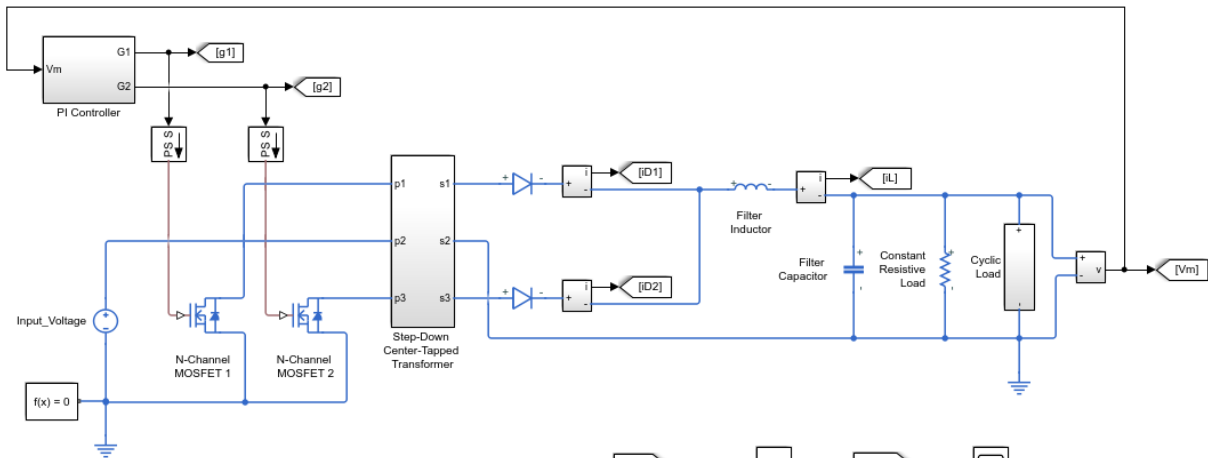 G1
[g1]
Vm
G2
[g2]
PI Controller
PS S
PS S
i
[iD1]
i
[iL]
p1
s1
+
-
+
-
+
-
+
-
Filter
Inductor
p2
s2
+
+
+
Filter
Capacitor
Constant
Resistive
Load
Cyclic
Load
+
-
v
[Vm]
i
[iD2]
p3
s3
+
-
+
-
-
-
-
Input_Voltage
+
-
Step-Down
Center-Tapped
Transformer
N-Channel
MOSFET 1
N-Channel
MOSFET 2
f(x) = 0